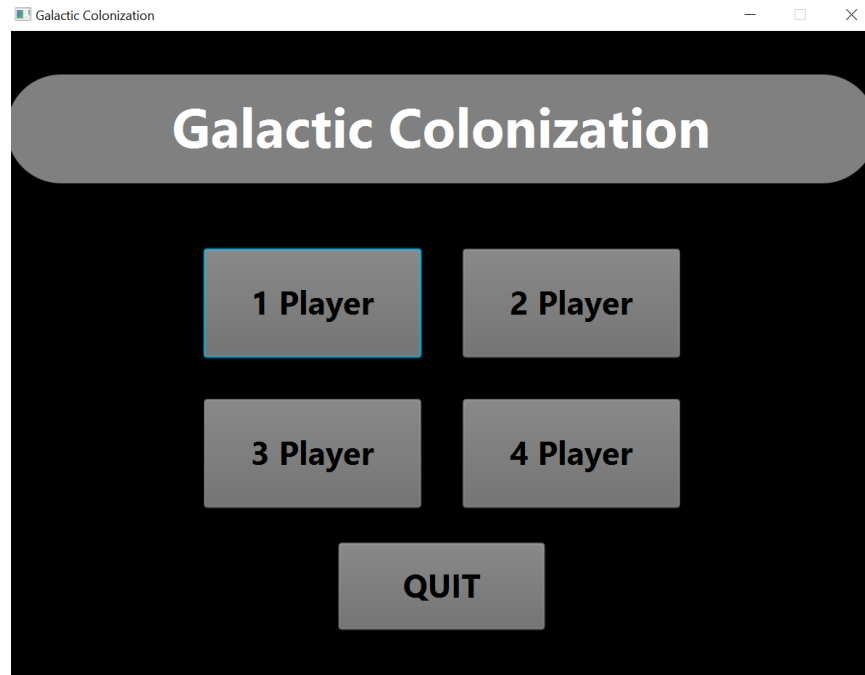 Galactic Colonization
Galactic Colonization
1 Player
2 Player
3 Player
4 Player
QUIT